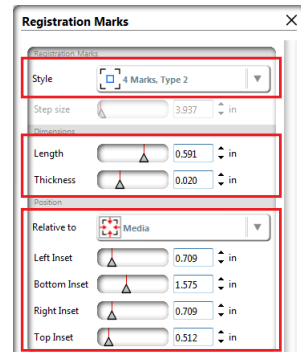 Registration Marks
Registration Marks
Style 4 Marks, Type 2
Step size 3.937 in
Dimensions
Length 0.591 in
Thickness 0.020 in
Position
Relative to Media
Left Inset 0.709 in
Bottom Inset 1.575 in
Right Inset 0.709 in
Top Inset 0.512 in